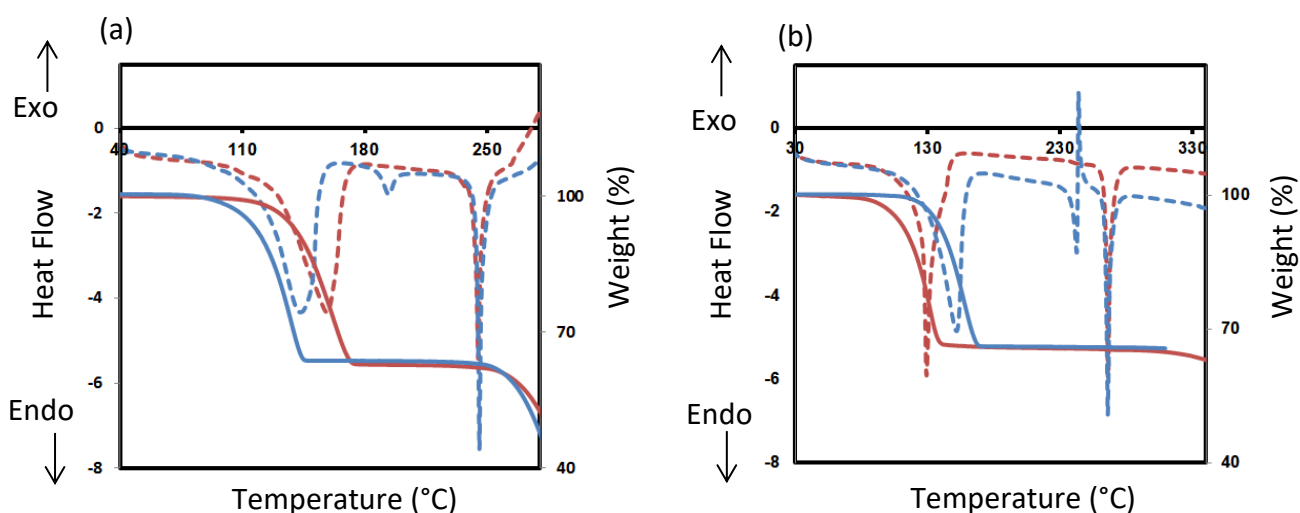 (a)
Exo
Endo
Heat Flow
0
-2
-4
-6
-8
40
110
180
250
100
70
40
Weight (%)
Temperature (°C)
(b)
Exo
Endo
Heat Flow
0
-2
-4
-6
-8
30
130
230
330
100
70
40
Weight (%)
Temperature (°C)